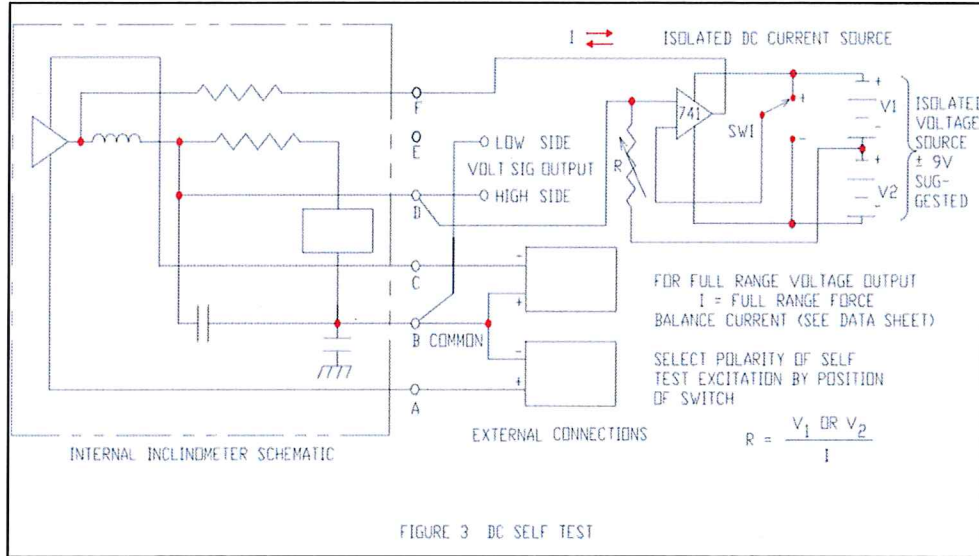 I
ISOLATED DC CURRENT SOURCE
F
E
LOW SIDE
VOLT SIG OUTPUT
HIGH SIDE
D
R
741
SW1
+
-
+
V1
-
+
V2
-
ISOLATED
VOLTAGE
SOURCE
± 9V
SUG-
GESTED
C
-
+
B COMMON
-
+
A
FOR FULL RANGE VOLTAGE OUTPUT
I = FULL RANGE FORCE
BALANCE CURRENT (SEE DATA SHEET)
SELECT POLARITY OF SELF
TEST EXCITATION BY POSITION
OF SWITCH
R = V1 OR V2
I
EXTERNAL CONNECTIONS
INTERNAL INCLINOMETER SCHEMATIC
FIGURE 3 DC SELF TEST